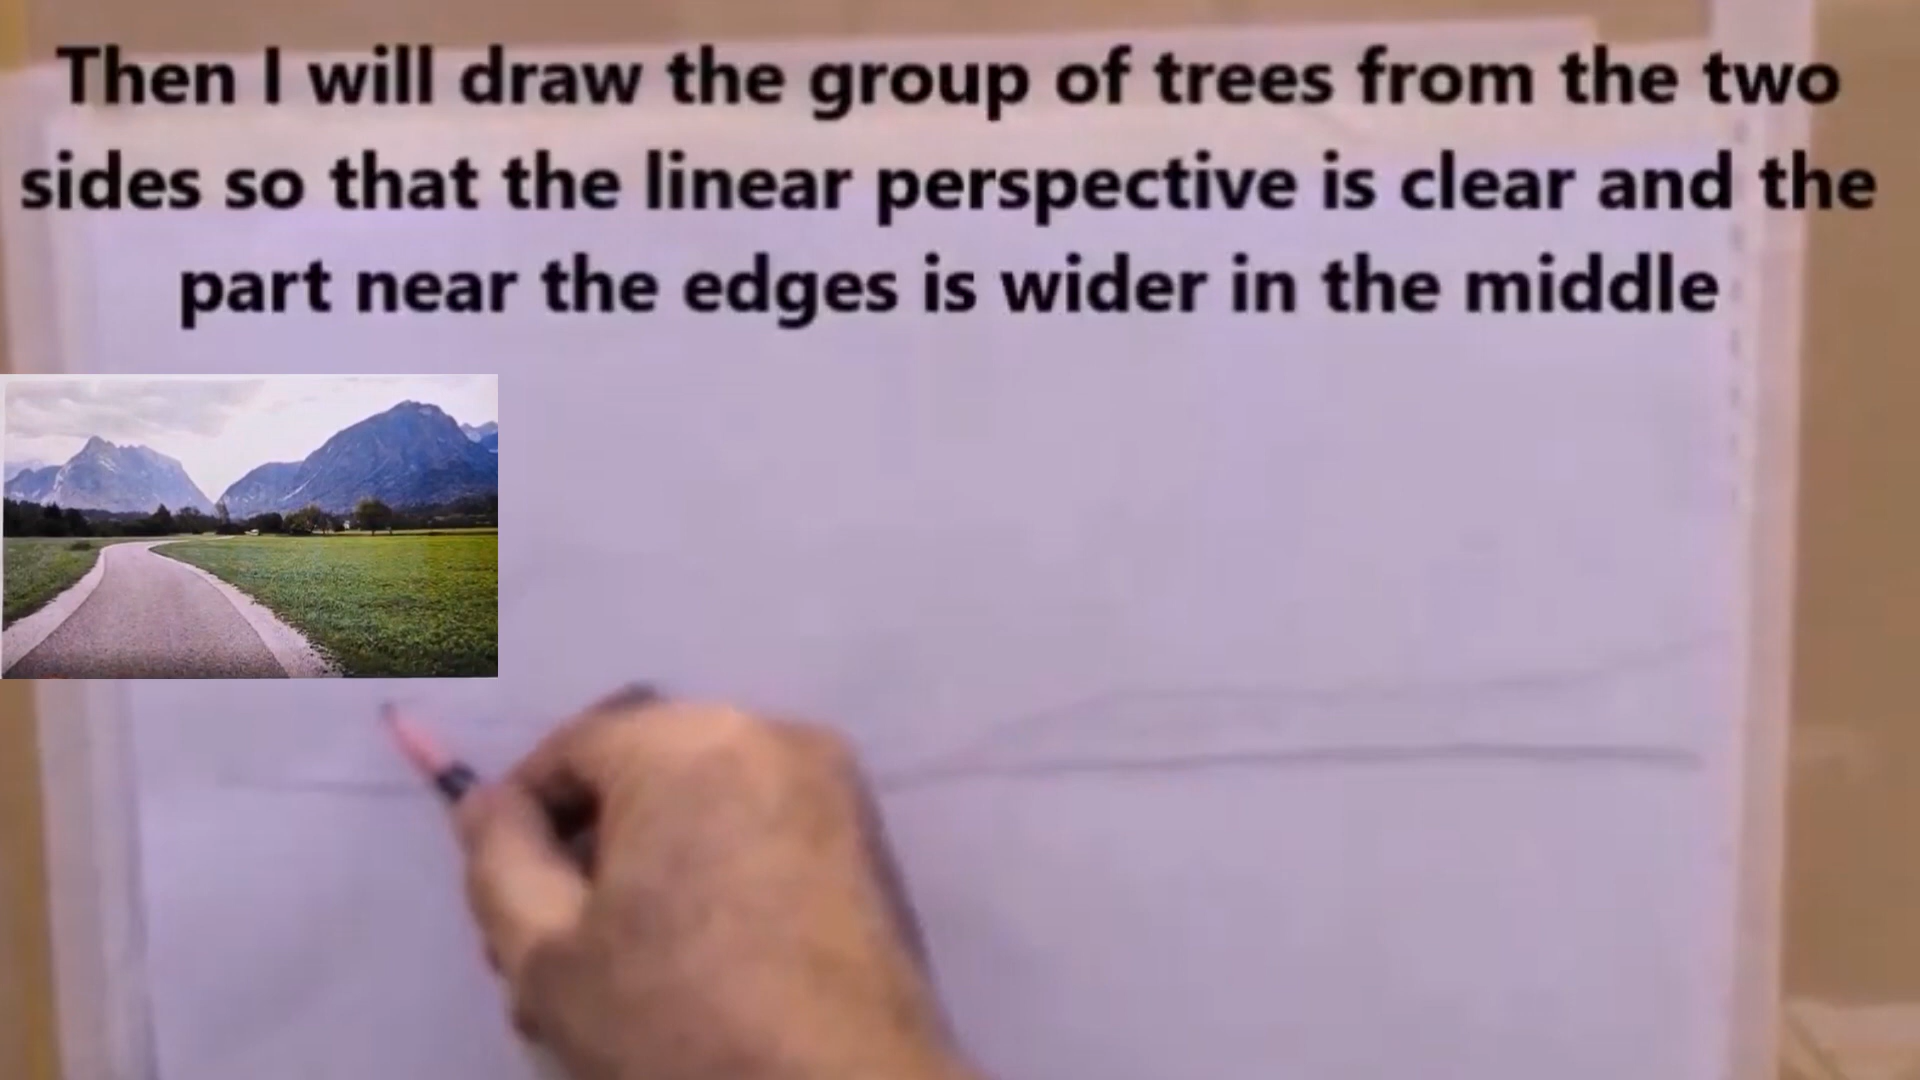 Then I will draw the group of trees from the two
sides so that the linear perspective is clear and the
part near the edges is wider in the middle